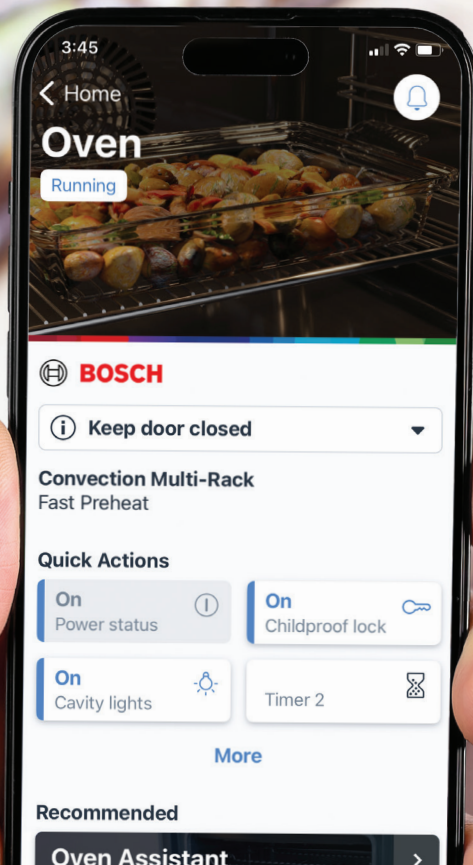 3:45
Home
Oven
Running
BOSCH
Keep door closed
Convection Multi-Rack
Fast Preheat
Quick Actions
On
Power status
On
Childproof lock
On
Cavity lights
Timer 2
More
Recommended
Oven Assistant